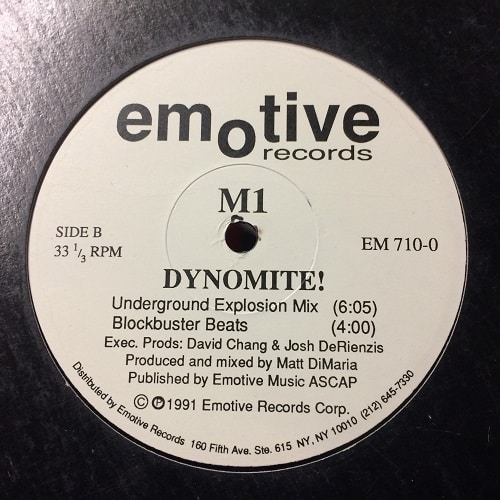 emotive
records
M1
SIDE B
33 1/3 RPM
EM 710-0
DYNOMITE!
Underground Explosion Mix (6:05)
Blockbuster Beats (4:00)
Exec. Prods: David Chang & Josh DeRienzis
Produced and mixed by Matt DiMaria
Published by Emotive Music ASCAP
© ℗ 1991 Emotive Records Corp.
Distributed by Emotive Records 160 Fifth Ave. Ste. 615 NY, NY 10010 (212) 645-7330